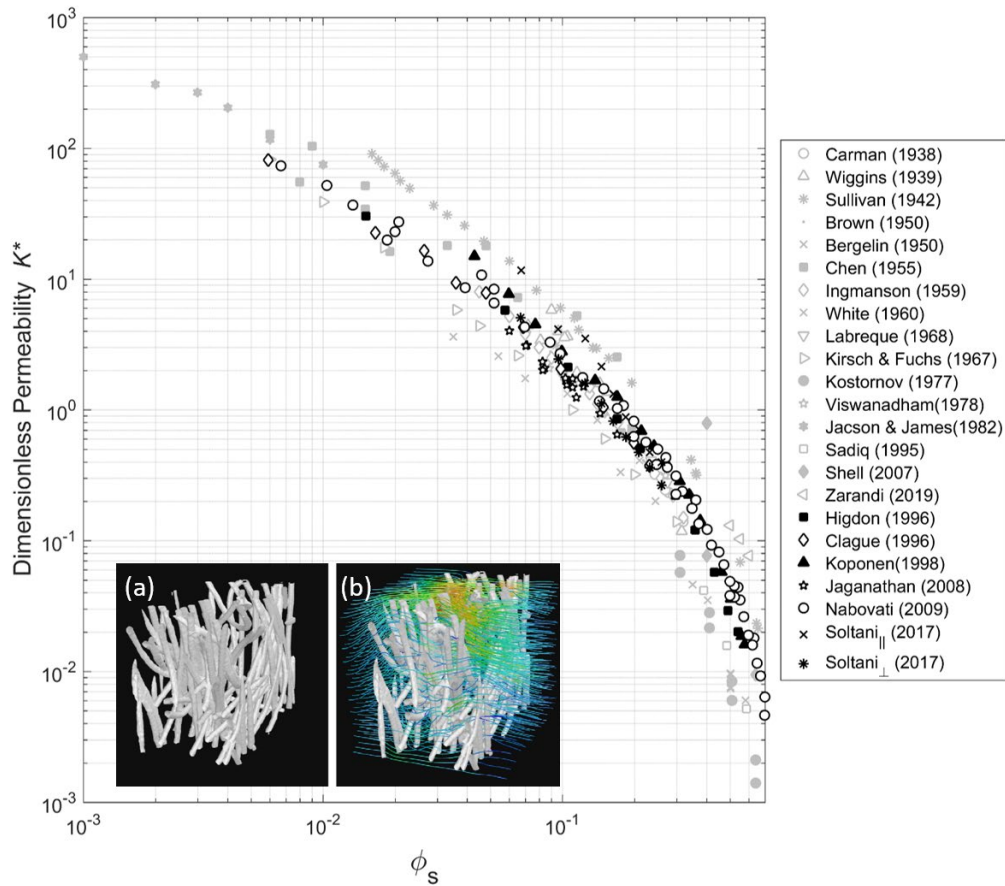 10^3
10^2
10^1
10^0
10^-1
10^-2
10^-3
Dimensionless Permeability K*
(a)
(b)
10^-3
10^-2
10^-1
ϕ_s
Carman (1938)
Wiggins (1939)
Sullivan (1942)
Brown (1950)
Bergelin (1950)
Chen (1955)
Ingmanson (1959)
White (1960)
Labreque (1968)
Kirsch & Fuchs (1967)
Kostornov (1977)
Viswanadham(1978)
Jacson & James(1982)
Sadiq (1995)
Shell (2007)
Zarandi (2019)
Higdon (1996)
Clague (1996)
Koponen(1998)
Jaganathan (2008)
Nabovati (2009)
Soltani_|| (2017)
Soltani_⊥ (2017)